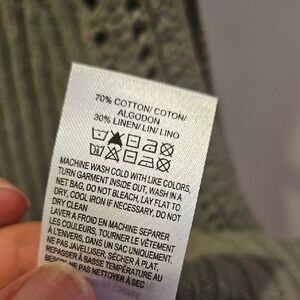 70% COTTON/ COTON/
ALGODON
30% LINEN/ LIN/ LINO
MACHINE WASH COLD WITH LIKE COLORS,
TURN GARMENT INSIDE OUT, WASH IN A
NET BAG, DO NOT BLEACH, LAY FLAT TO
DRY, COOL IRON IF NECESSARY, DO NOT
DRY CLEAN
LAVER A FROID EN MACHINE SEPARER
LES COULEURS, TOURNER LE VÊTEMENT
À L'ENVERS, DANS UN SAC UNIQUEMENT,
NE PAS JAVELLISER, SÉCHER À PLAT,
REPASSER À BASSE TEMPÉRATURE AU
BESOIN, NE PAS NETTOYER À SEC